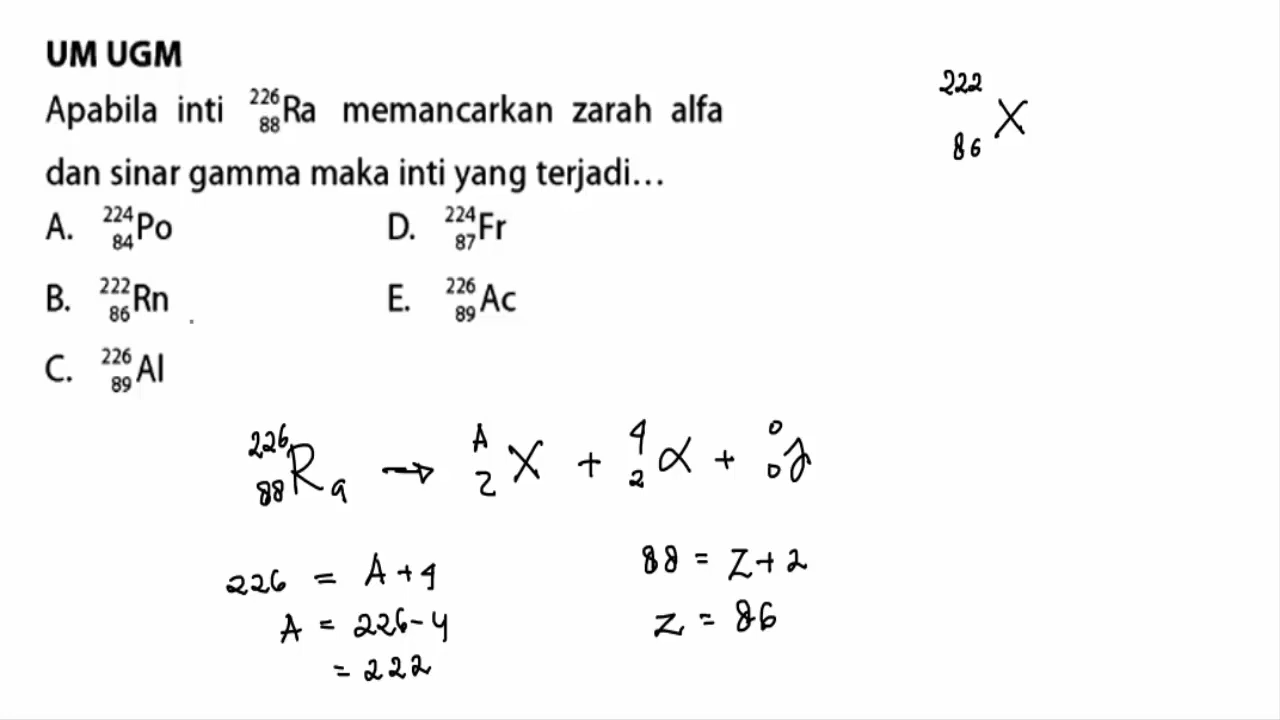 UM UGM
Apabila inti ²²⁶₈₈Ra memancarkan zarah alfa
dan sinar gamma maka inti yang terjadi...
A. ²²⁴₈₄Po
B. ²²²₈₆Rn
C. ²²⁶₈₉Al
D. ²²⁴₈₇Fr
E. ²²⁶₈₉Ac
²²²₈₆X
²²⁶₈₈Ra → ᴬ_Z X + ⁴₂α + ⁰₀γ
226 = A + 4
A = 226 - 4
= 222
88 = Z + 2
Z = 86